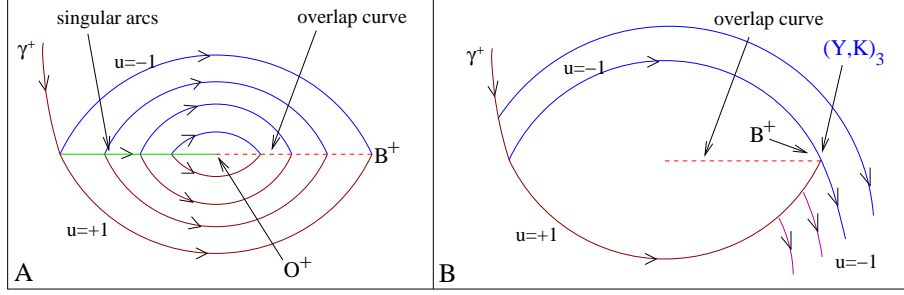 singular arcs
overlap curve
γ+
u=−1
B+
u=+1
O+
A
overlap curve
(Y,K)3
γ+
u=−1
B+
u=+1
u=−1
B